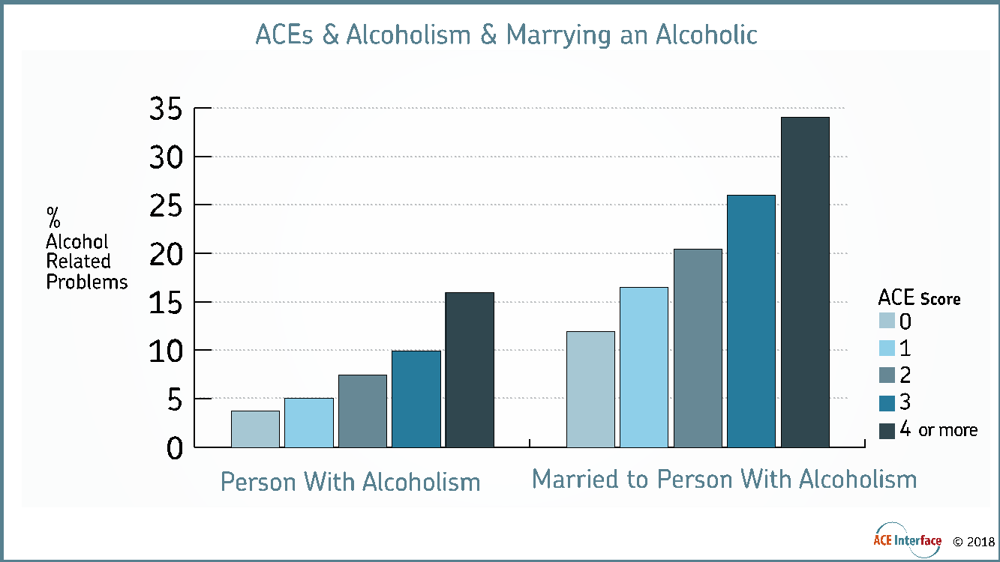 ACEs & Alcoholism & Marrying an Alcoholic
35
30
25
20
15
10
5
0
%
Alcohol
Related
Problems
Person With Alcoholism
Married to Person With Alcoholism
ACE Score
0
1
2
3
4 or more
ACE Interface © 2018